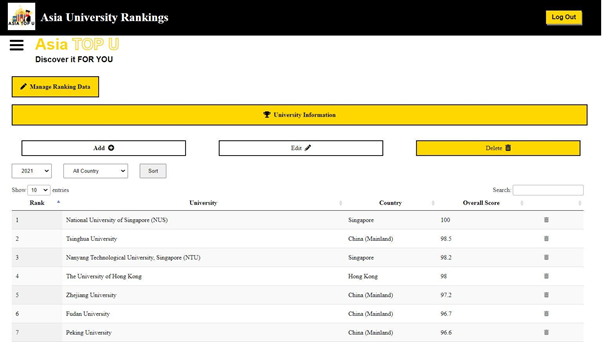 ASIA TOP U
Asia University Rankings
Log Out
Asia TOP U
Discover it FOR YOU
Manage Ranking Data
University Information
Add
Edit
Delete
2021 All Country Sort
Show 10 entries Search:
Rank University Country Overall Score
1 National University of Singapore (NUS) Singapore 100
2 Tsinghua University China (Mainland) 98.5
3 Nanyang Technological University, Singapore (NTU) Singapore 98.2
4 The University of Hong Kong Hong Kong 98
5 Zhejiang University China (Mainland) 97.2
6 Fudan University China (Mainland) 96.7
7 Peking University China (Mainland) 96.6